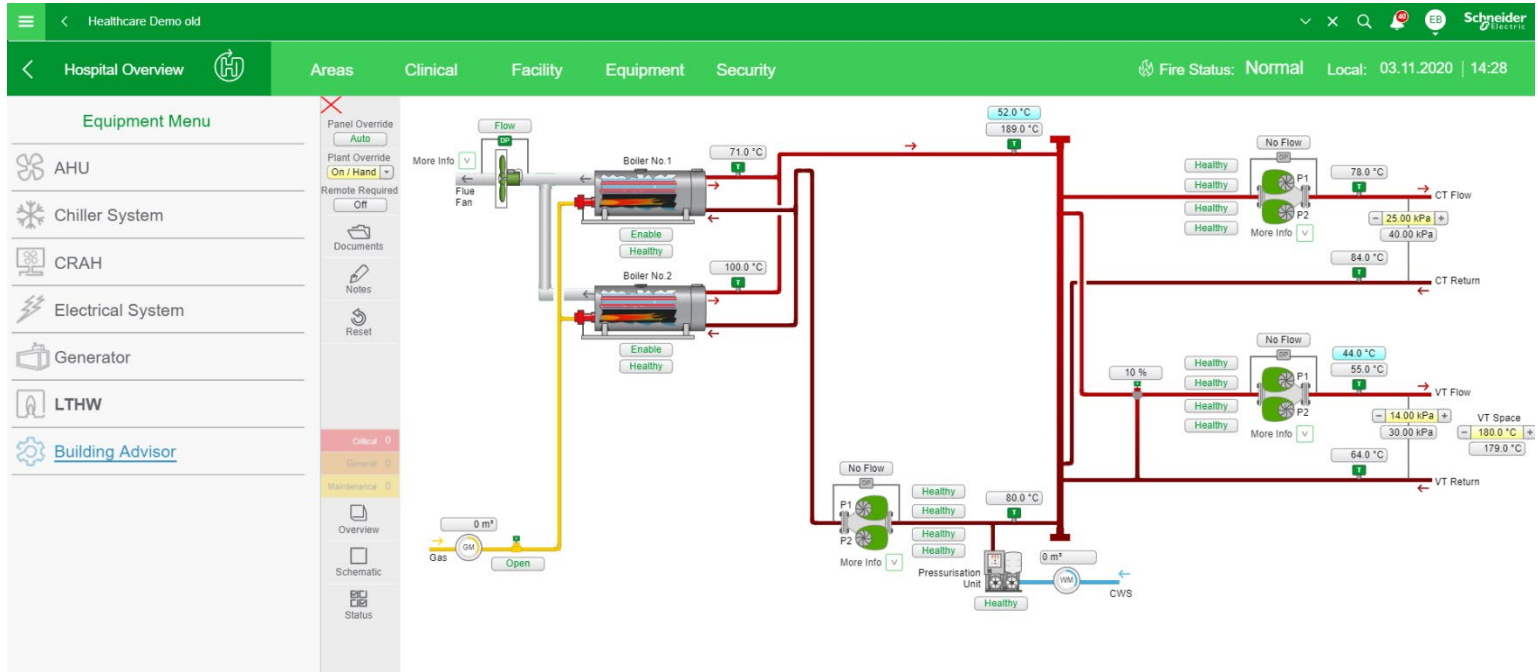 Healthcare Demo old
40
EB
Schneider
Electric
Hospital Overview
Areas
Clinical
Facility
Equipment
Security
Fire Status: Normal
Local: 03.11.2020 | 14:28
Equipment Menu
AHU
Chiller System
CRAH
Electrical System
Generator
LTHW
Building Advisor
Panel Override
Auto
Plant Override
On / Hand
Remote Required
Off
Documents
Notes
Reset
Critical 0
General 0
Maintenance 0
Overview
Schematic
Status
Flow
DP
More Info
Flue
Fan
Boiler No.1
71.0 °C
T
Enable
Healthy
Boiler No.2
100.0 °C
T
Enable
Healthy
0 m³
GM
Gas
Open
52.0 °C
189.0 °C
T
No Flow
DP
P1
P2
More Info
Healthy
Healthy
Healthy
Healthy
80.0 °C
T
Pressurisation
Unit
Healthy
0 m³
WM
CWS
No Flow
DP
Healthy
Healthy
Healthy
Healthy
P1
P2
More Info
78.0 °C
T
CT Flow
− 25.00 kPa +
40.00 kPa
84.0 °C
T
CT Return
10 %
T
No Flow
DP
Healthy
Healthy
Healthy
Healthy
P1
P2
More Info
44.0 °C
55.0 °C
T
VT Flow
− 14.00 kPa +
30.00 kPa
VT Space
− 180.0 °C +
179.0 °C
64.0 °C
T
VT Return